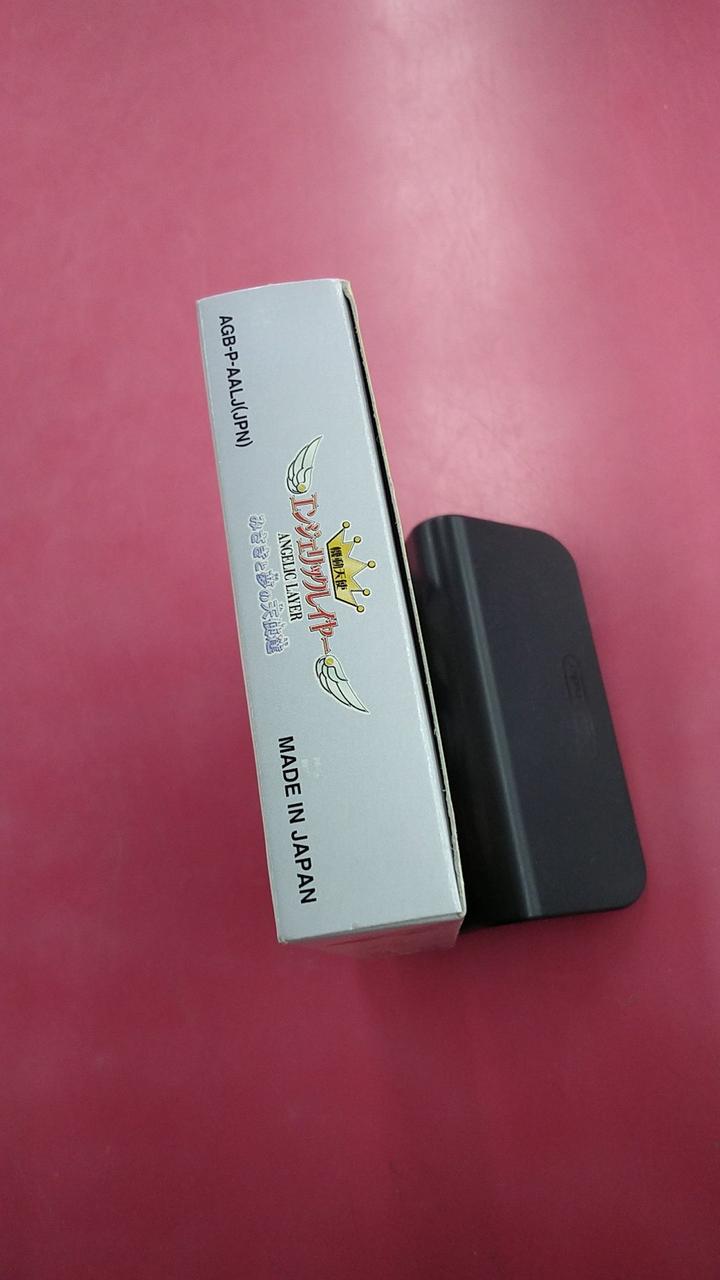 AGB-P-AALJ(JPN)
機動天使
エンジェリックレイヤー
ANGELIC LAYER
みさきと夢の天使達
MADE IN JAPAN